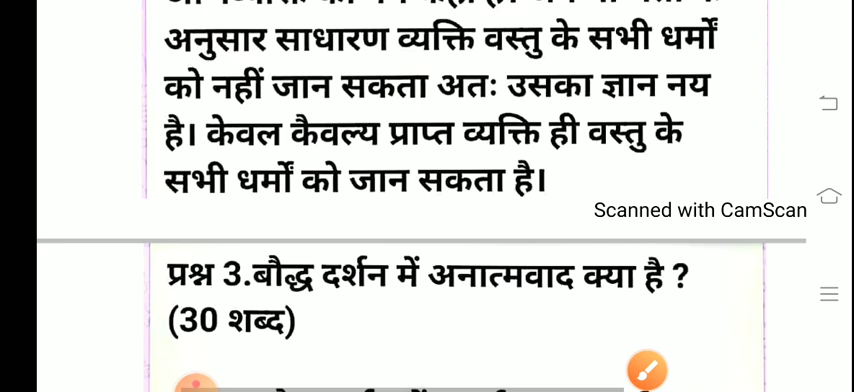 अनुसार साधारण व्यक्ति वस्तु के सभी धर्मों
को नहीं जान सकता अतः उसका ज्ञान नय
है। केवल कैवल्य प्राप्त व्यक्ति ही वस्तु के
सभी धर्मों को जान सकता है।
Scanned with CamScan
प्रश्न 3.बौद्ध दर्शन में अनात्मवाद क्या है ?
(30 शब्द)